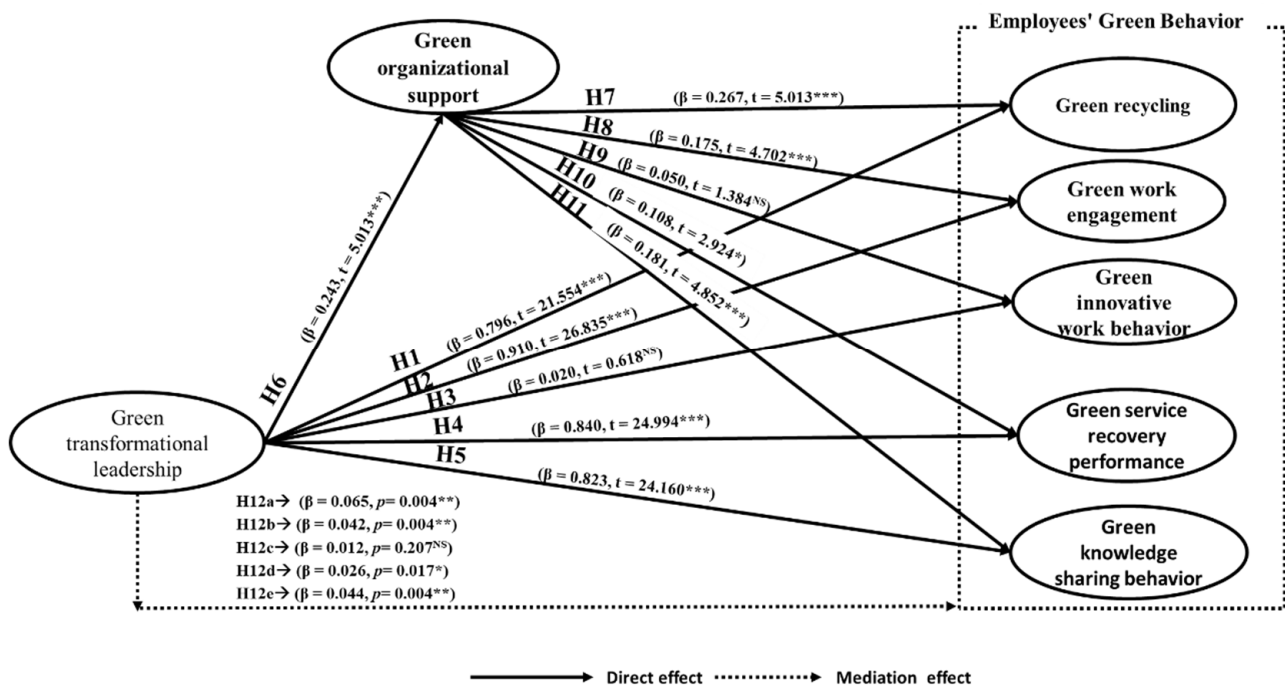 Employees' Green Behavior
Green
organizational
support
H7
(β = 0.267, t = 5.013***)
Green recycling
H8
(β = 0.175, t = 4.702***)
H9
(β = 0.050, t = 1.384NS)
Green work
engagement
H10
(β = 0.108, t = 2.924*)
H11
(β = 0.181, t = 4.852***)
Green
innovative
work behavior
H6
(β = 0.243, t = 5.013***)
H1
(β = 0.796, t = 21.554***)
H2
(β = 0.910, t = 26.835***)
H3
(β = 0.020, t = 0.618NS)
Green
transformational
leadership
H4
(β = 0.840, t = 24.994***)
Green service
recovery
performance
H5
(β = 0.823, t = 24.160***)
Green
knowledge
sharing behavior
H12a→ (β = 0.065, p= 0.004**)
H12b→ (β = 0.042, p= 0.004**)
H12c→ (β = 0.012, p= 0.207NS)
H12d→ (β = 0.026, p= 0.017*)
H12e→ (β = 0.044, p= 0.004**)
Direct effect
Mediation effect